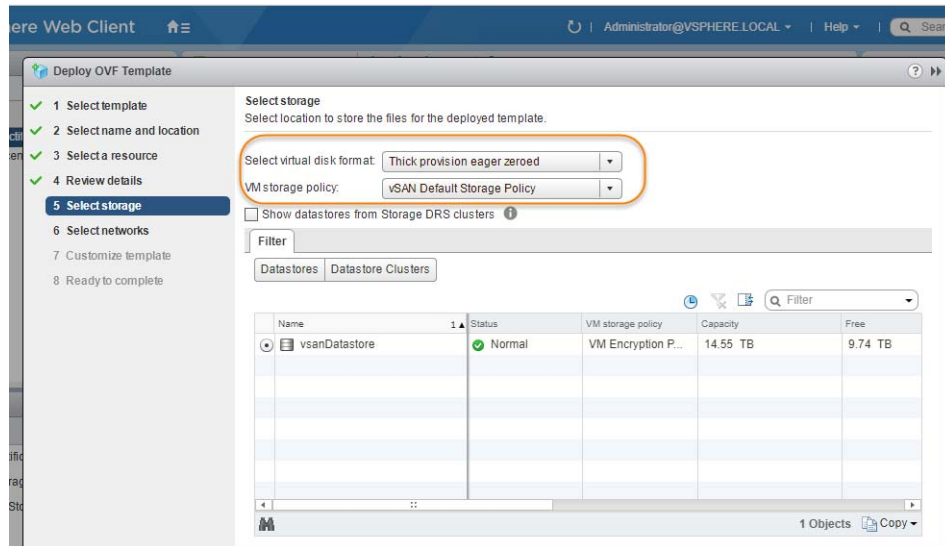 ere Web Client
Administrator@VSPHERE.LOCAL
Help
Sear
Deploy OVF Template
1 Select template
2 Select name and location
3 Select a resource
4 Review details
5 Select storage
6 Select networks
7 Customize template
8 Ready to complete
Select storage
Select location to store the files for the deployed template.
Select virtual disk format: Thick provision eager zeroed
VM storage policy: vSAN Default Storage Policy
Show datastores from Storage DRS clusters
Filter
Datastores Datastore Clusters
Filter
Name 1 Status VM storage policy Capacity Free
vsanDatastore Normal VM Encryption P... 14.55 TB 9.74 TB
1 Objects Copy